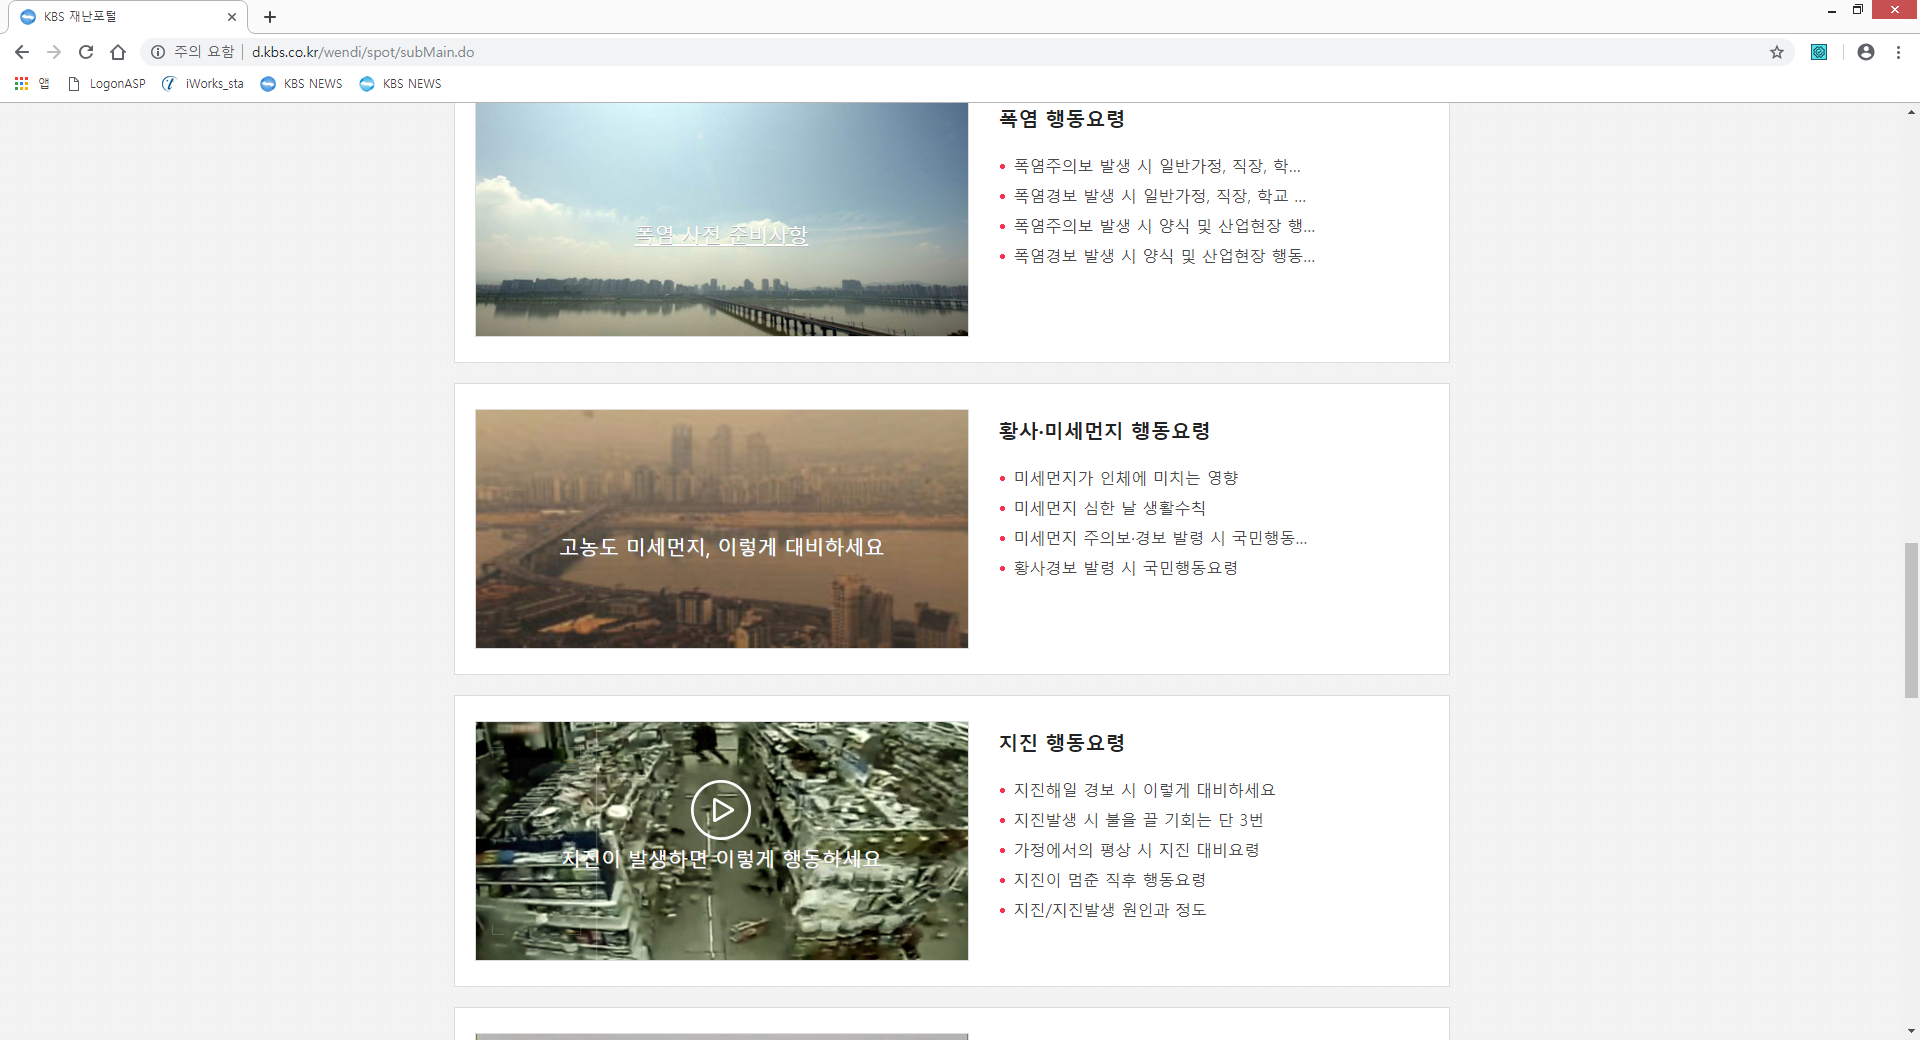 KBS 재난포털
주의 요함 d.kbs.co.kr/wendi/spot/subMain.do
앱 LogonASP iWorks_sta KBS NEWS KBS NEWS
폭염 사전 준비사항
폭염 행동요령
폭염주의보 발생 시 일반가정, 직장, 학...
폭염경보 발생 시 일반가정, 직장, 학교 ...
폭염주의보 발생 시 양식 및 산업현장 행...
폭염경보 발생 시 양식 및 산업현장 행동...
고농도 미세먼지, 이렇게 대비하세요
황사·미세먼지 행동요령
미세먼지가 인체에 미치는 영향
미세먼지 심한 날 생활수칙
미세먼지 주의보·경보 발령 시 국민행동...
황사경보 발령 시 국민행동요령
지진이 발생하면 이렇게 행동하세요
지진 행동요령
지진해일 경보 시 이렇게 대비하세요
지진발생 시 불을 끌 기회는 단 3번
가정에서의 평상 시 지진 대비요령
지진이 멈춘 직후 행동요령
지진/지진발생 원인과 정도